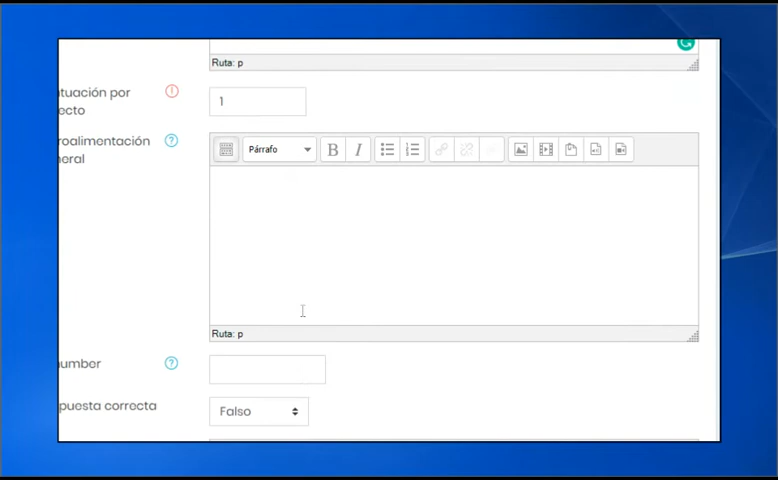 Ruta: p
tuación por
ecto
1
roalimentación
neral
Párrafo
B I
Ruta: p
umber
puesta correcta
Falso